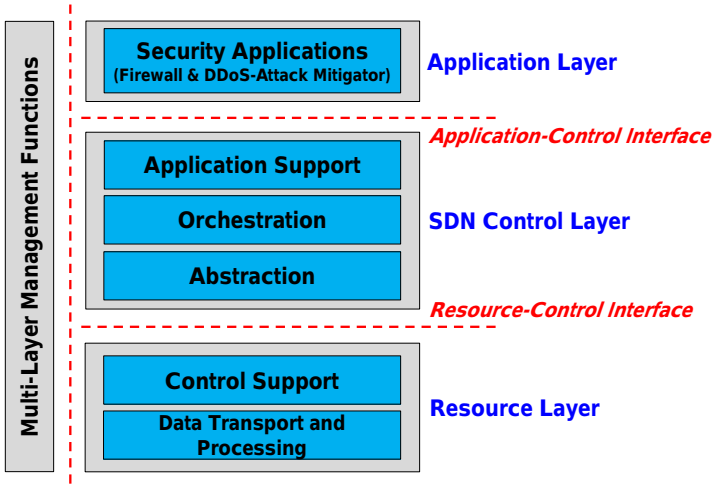 Multi-Layer Management Functions
Security Applications
(Firewall & DDoS-Attack Mitigator)
Application Layer
Application-Control Interface
Application Support
Orchestration
SDN Control Layer
Abstraction
Resource-Control Interface
Control Support
Resource Layer
Data Transport and
Processing